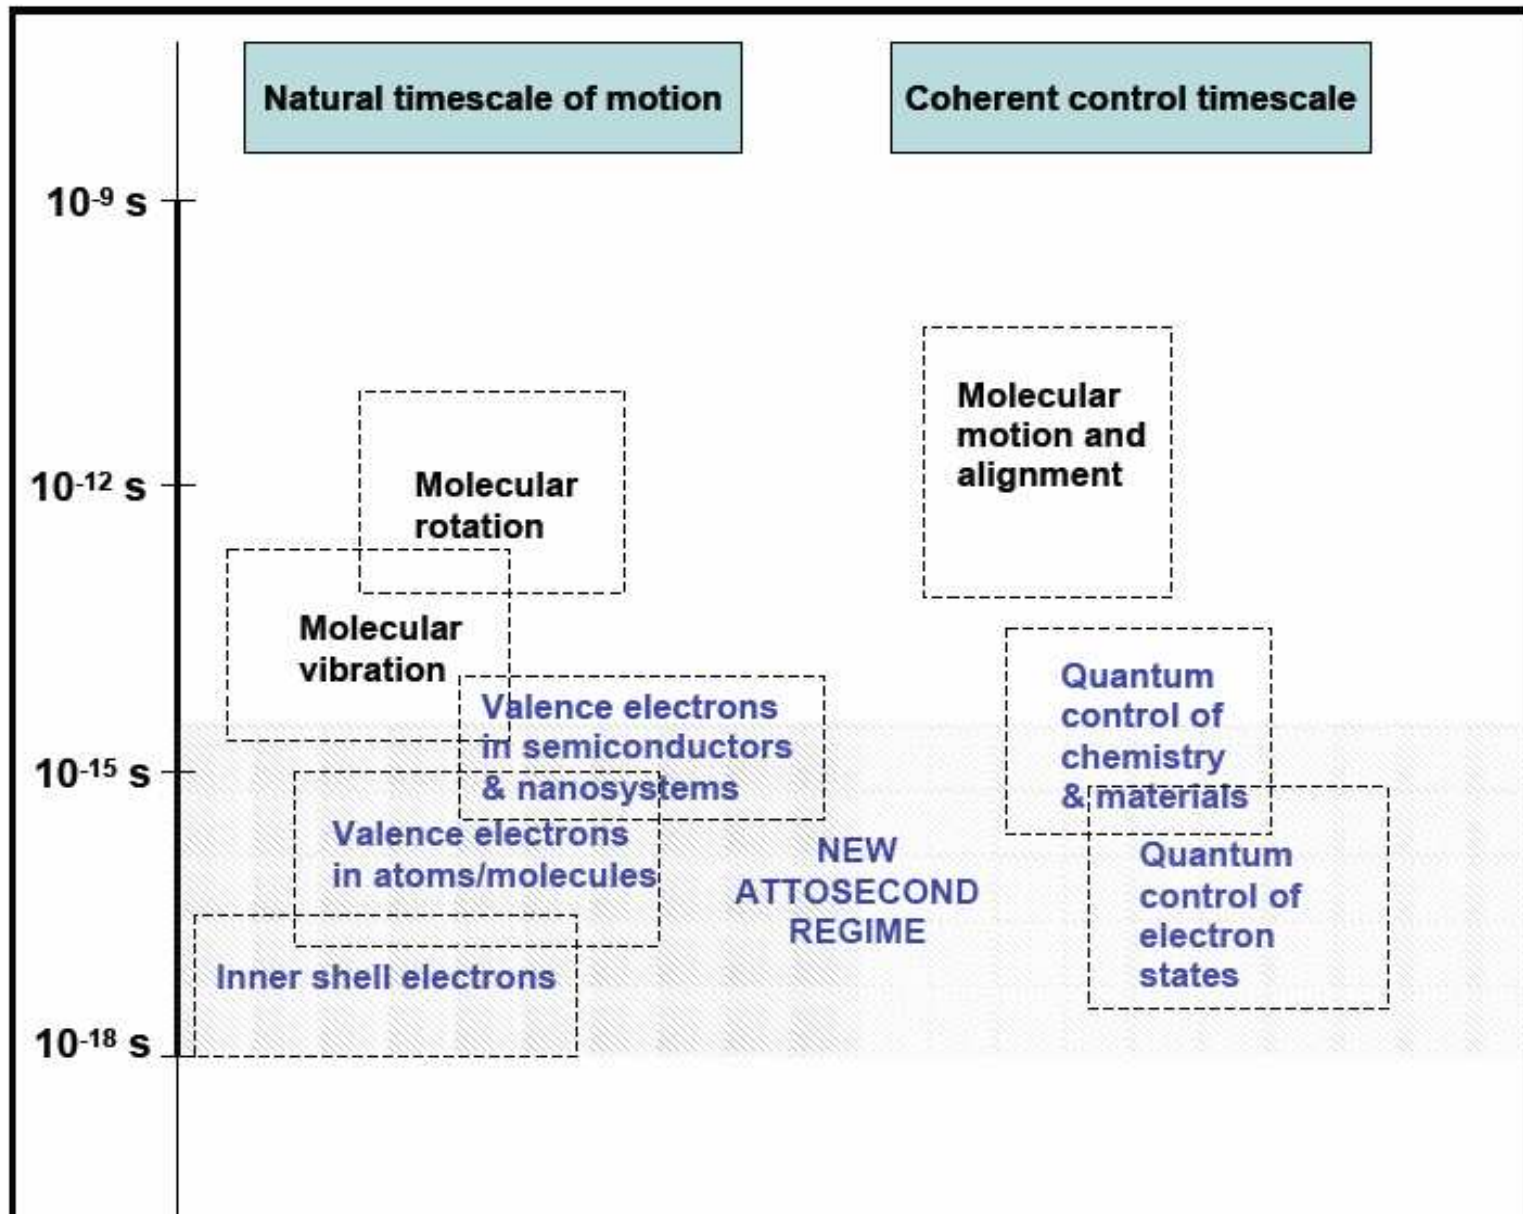 Natural timescale of motion
Coherent control timescale
10⁻⁹ s
10⁻¹² s
10⁻¹⁵ s
10⁻¹⁸ s
Molecular
rotation
Molecular
vibration
Valence electrons
in semiconductors
& nanosystems
Valence electrons
in atoms/molecules
Inner shell electrons
NEW
ATTOSECOND
REGIME
Molecular
motion and
alignment
Quantum
control of
chemistry
& materials
Quantum
control of
electron
states